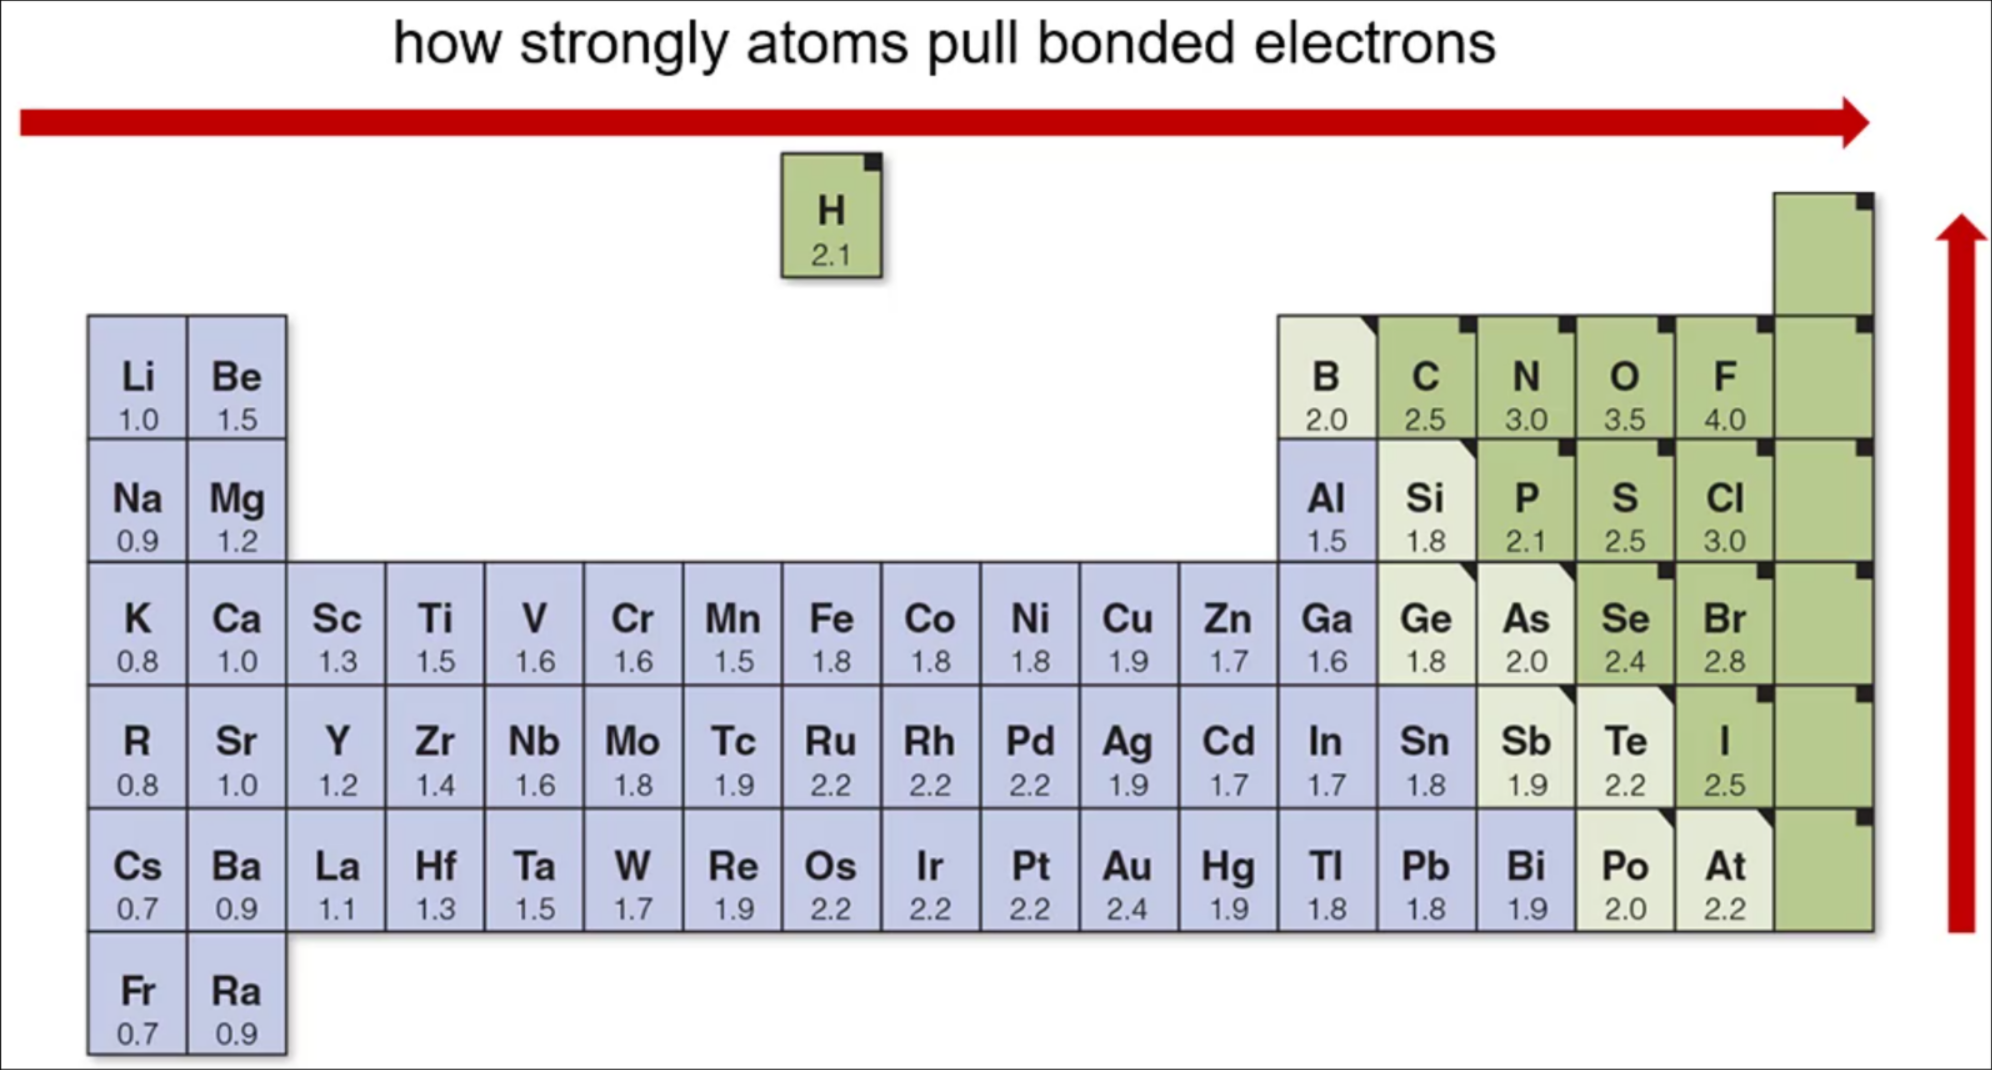 how strongly atoms pull bonded electrons
H
2.1
Li Be B C N O F
1.0 1.5 2.0 2.5 3.0 3.5 4.0
Na Mg Al Si P S Cl
0.9 1.2 1.5 1.8 2.1 2.5 3.0
K Ca Sc Ti V Cr Mn Fe Co Ni Cu Zn Ga Ge As Se Br
0.8 1.0 1.3 1.5 1.6 1.6 1.5 1.8 1.8 1.8 1.9 1.7 1.6 1.8 2.0 2.4 2.8
R Sr Y Zr Nb Mo Tc Ru Rh Pd Ag Cd In Sn Sb Te I
0.8 1.0 1.2 1.4 1.6 1.8 1.9 2.2 2.2 2.2 1.9 1.7 1.7 1.8 1.9 2.2 2.5
Cs Ba La Hf Ta W Re Os Ir Pt Au Hg Tl Pb Bi Po At
0.7 0.9 1.1 1.3 1.5 1.7 1.9 2.2 2.2 2.2 2.4 1.9 1.8 1.8 1.9 2.0 2.2
Fr Ra
0.7 0.9